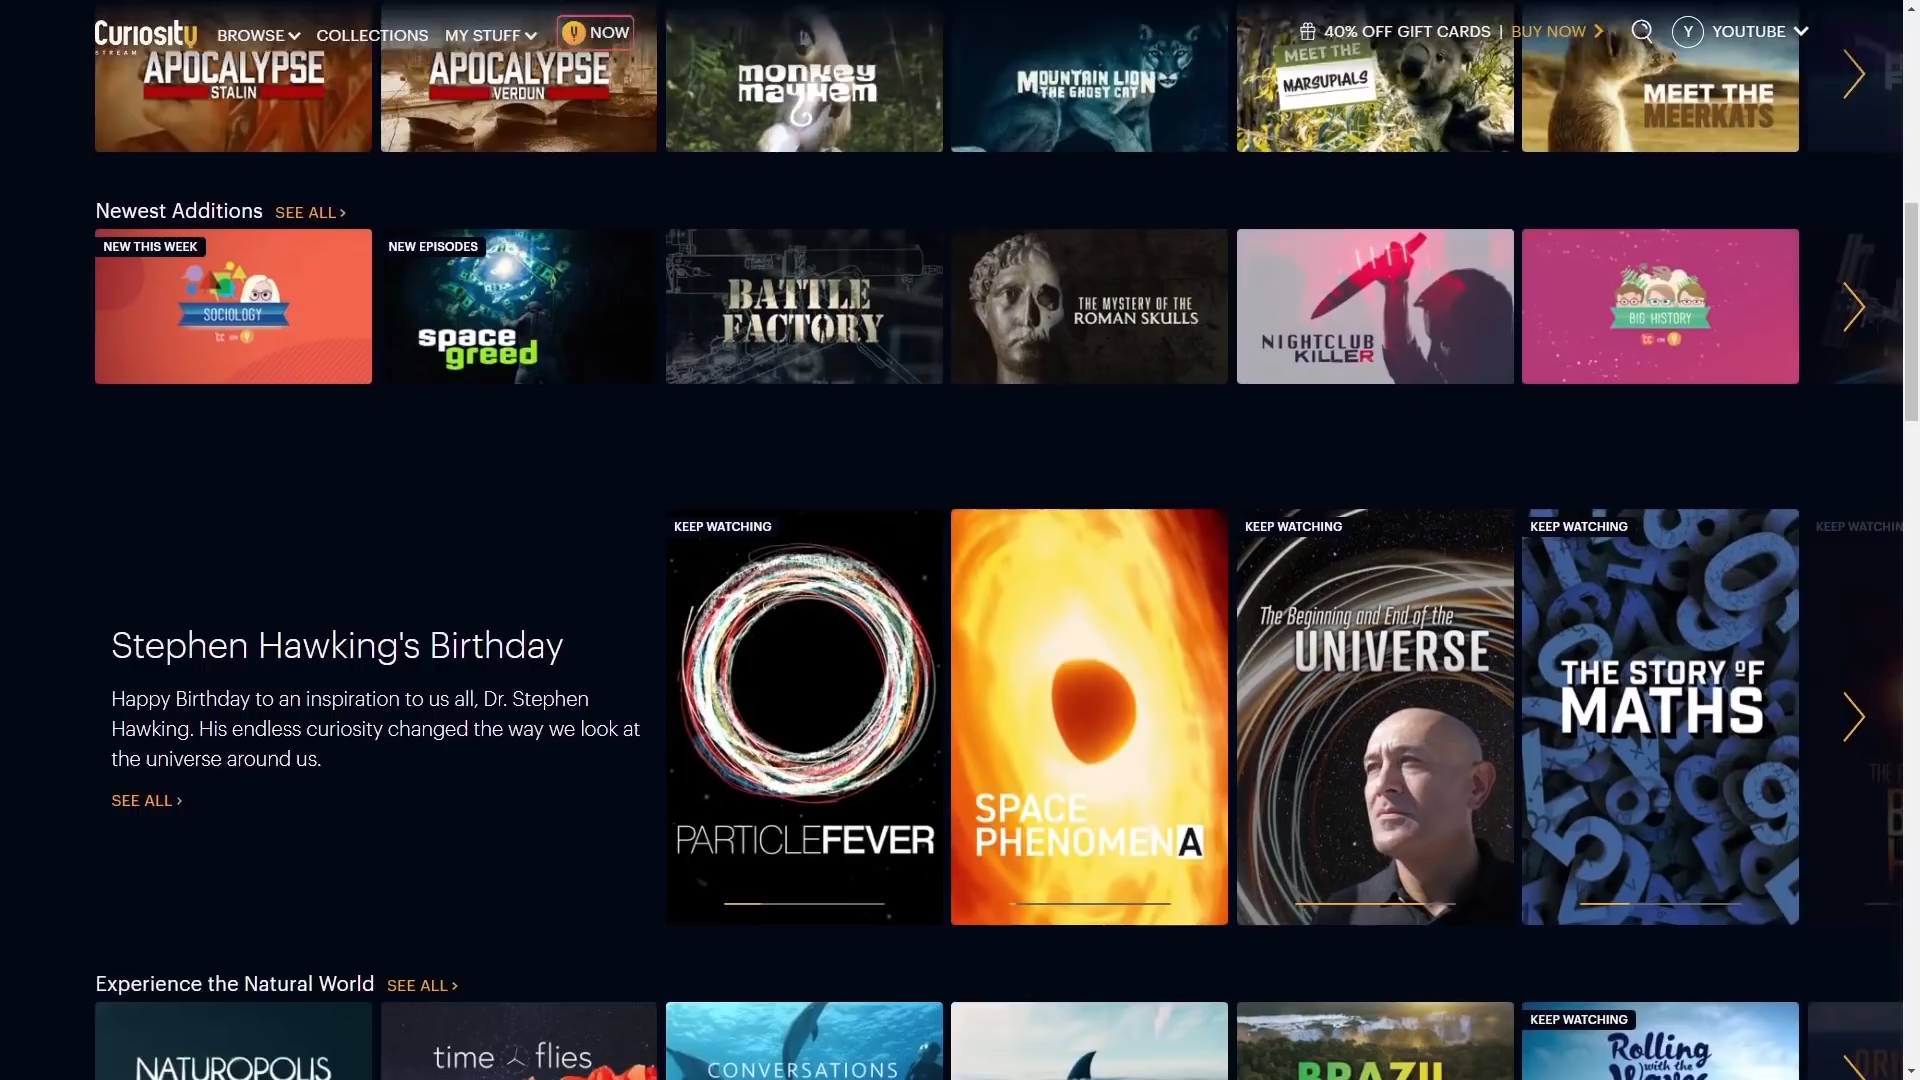 Curiosity
STREAM
BROWSE
COLLECTIONS
MY STUFF
NOW
40% OFF GIFT CARDS | BUY NOW
Y YOUTUBE
APOCALYPSE
STALIN
APOCALYPSE
VERDUN
monkey
mayhem
MOUNTAIN LION
THE GHOST CAT
MEET THE
MARSUPIALS
MEET THE
MEERKATS
Newest Additions SEE ALL >
NEW THIS WEEK
SOCIOLOGY
NEW EPISODES
space
greed
BATTLE
FACTORY
THE MYSTERY OF THE
ROMAN SKULLS
NIGHTCLUB
KILLER
BIG HISTORY
Stephen Hawking's Birthday
Happy Birthday to an inspiration to us all, Dr. Stephen
Hawking. His endless curiosity changed the way we look at
the universe around us.
SEE ALL >
KEEP WATCHING
PARTICLEFEVER
SPACE
PHENOMENA
KEEP WATCHING
The Beginning and End of the
UNIVERSE
KEEP WATCHING
THE STORY OF
MATHS
KEEP WATCHIN
Experience the Natural World SEE ALL >
NATUROPOLIS
time flies
CONVERSATIONS
BRAZIL
KEEP WATCHING
Rolling
with the
Waves